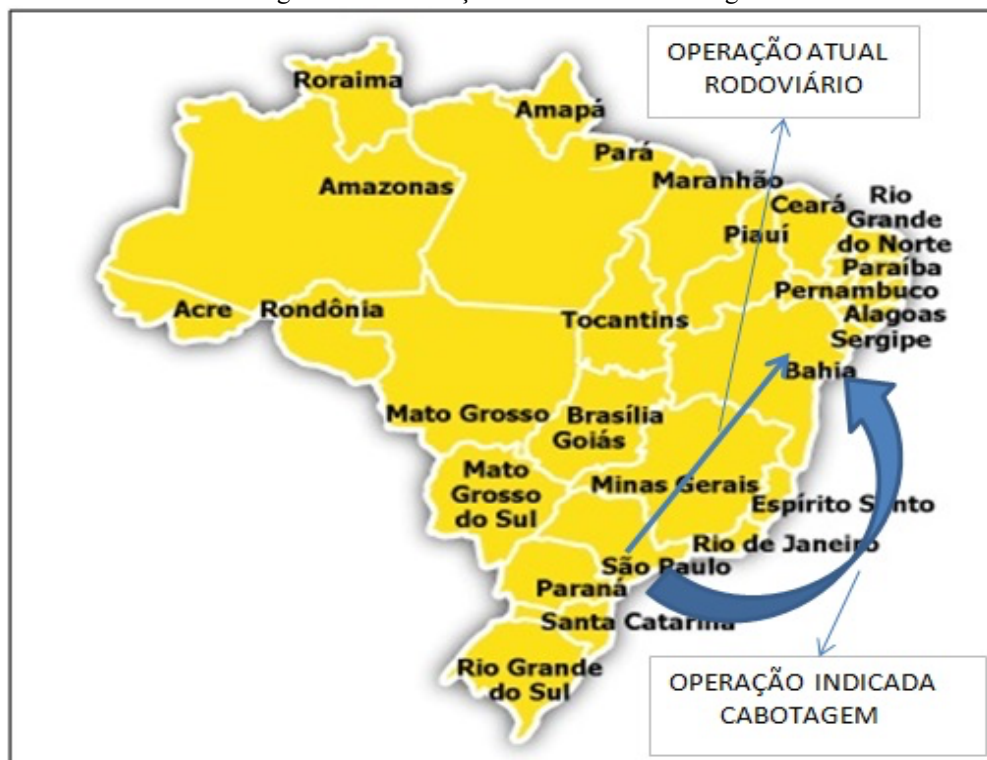 OPERAÇÃO ATUAL
RODOVIÁRIO
Roraima
Amapá
Pará
Amazonas
Maranhão
Ceará
Rio
Grande
do Norte
Piauí
Paraíba
Pernambuco
Acre
Rondônia
Tocantins
Alagoas
Sergipe
Bahia
Mato Grosso
Brasília
Goiás
Mato
Grosso
do Sul
Minas Gerais
Espírito Santo
Rio de Janeiro
São Paulo
Paraná
Santa Catarina
Rio Grande
do Sul
OPERAÇÃO INDICADA
CABOTAGEM